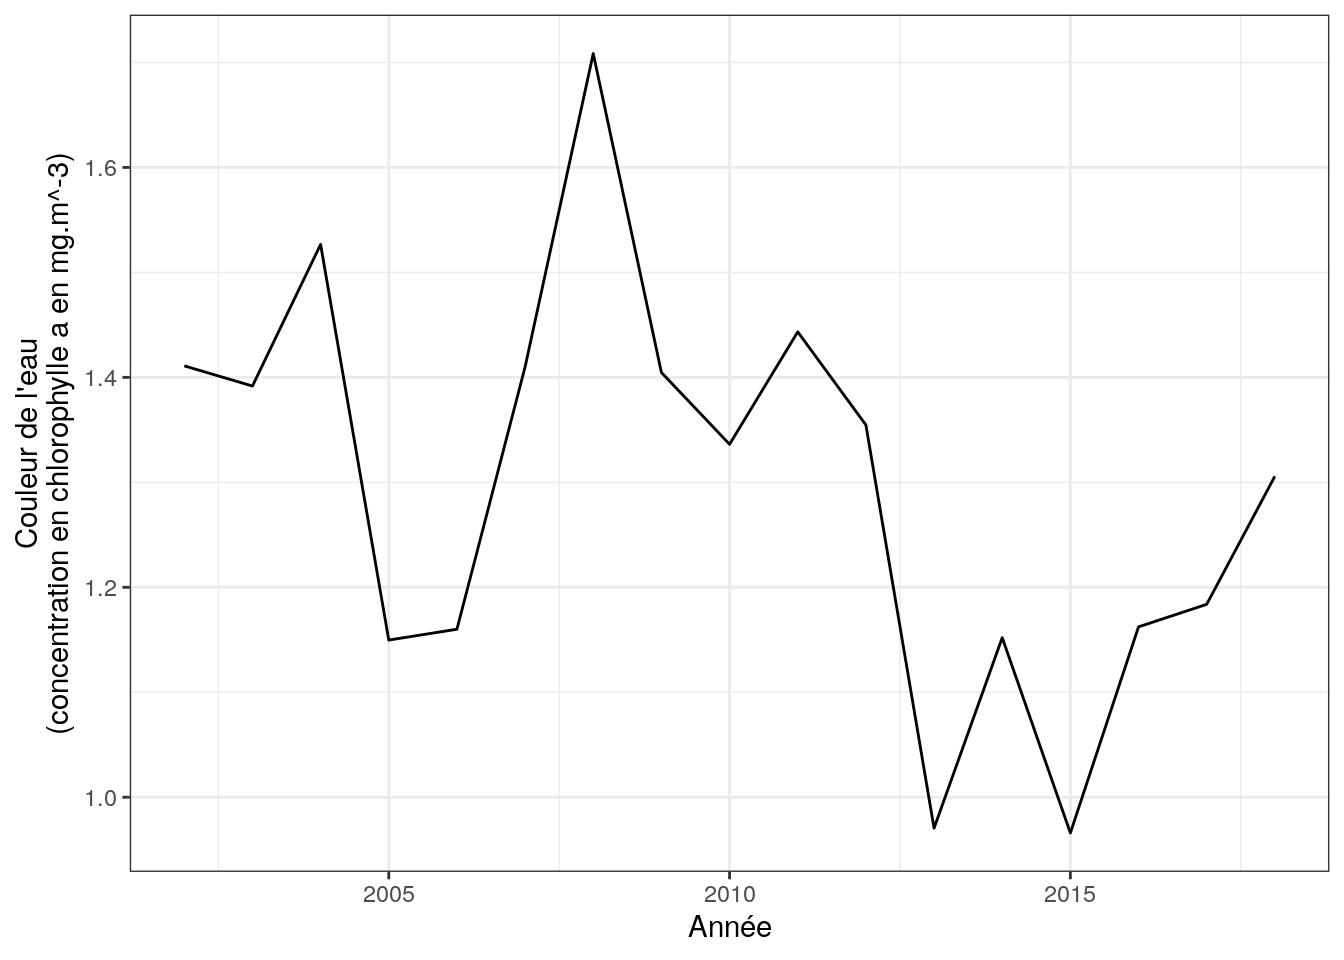 Couleur de l'eau
(concentration en chlorophylle a en mg.m^-3)
1.6
1.4
1.2
1.0
2005 2010 2015
Année